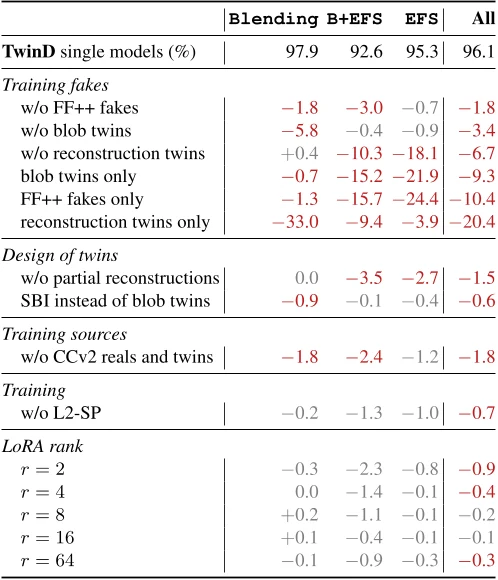 Blending B+EFS EFS All
TwinD single models (%) 97.9 92.6 95.3 96.1
Training fakes
w/o FF++ fakes −1.8 −3.0 −0.7 −1.8
w/o blob twins −5.8 −0.4 −0.9 −3.4
w/o reconstruction twins +0.4 −10.3 −18.1 −6.7
blob twins only −0.7 −15.2 −21.9 −9.3
FF++ fakes only −1.3 −15.7 −24.4 −10.4
reconstruction twins only −33.0 −9.4 −3.9 −20.4
Design of twins
w/o partial reconstructions 0.0 −3.5 −2.7 −1.5
SBI instead of blob twins −0.9 −0.1 −0.4 −0.6
Training sources
w/o CCv2 reals and twins −1.8 −2.4 −1.2 −1.8
Training
w/o L2-SP −0.2 −1.3 −1.0 −0.7
LoRA rank
r = 2 −0.3 −2.3 −0.8 −0.9
r = 4 0.0 −1.4 −0.1 −0.4
r = 8 +0.2 −1.1 −0.1 −0.2
r = 16 +0.1 −0.4 −0.1 −0.1
r = 64 −0.1 −0.9 −0.3 −0.3